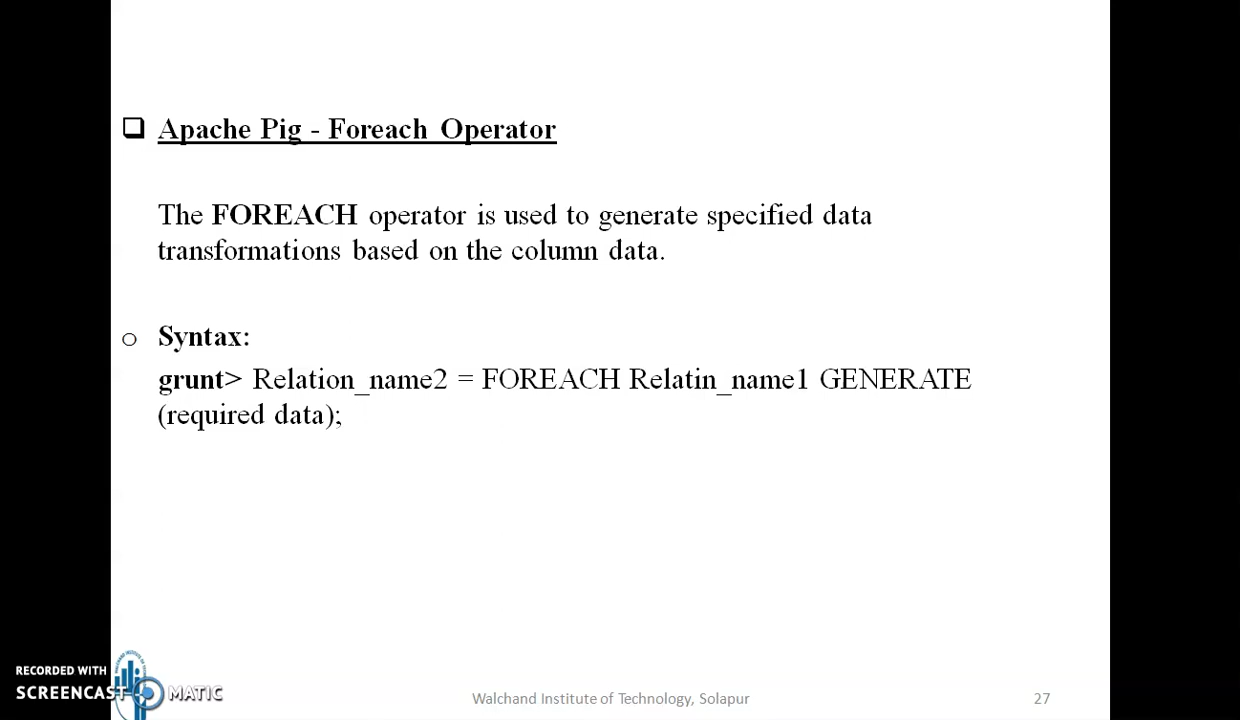 Apache Pig - Foreach Operator
The FOREACH operator is used to generate specified data
transformations based on the column data.
o Syntax:
grunt> Relation_name2 = FOREACH Relatin_name1 GENERATE
(required data);
RECORDED WITH
SCREENCAST MATIC
Walchand Institute of Technology, Solapur
27